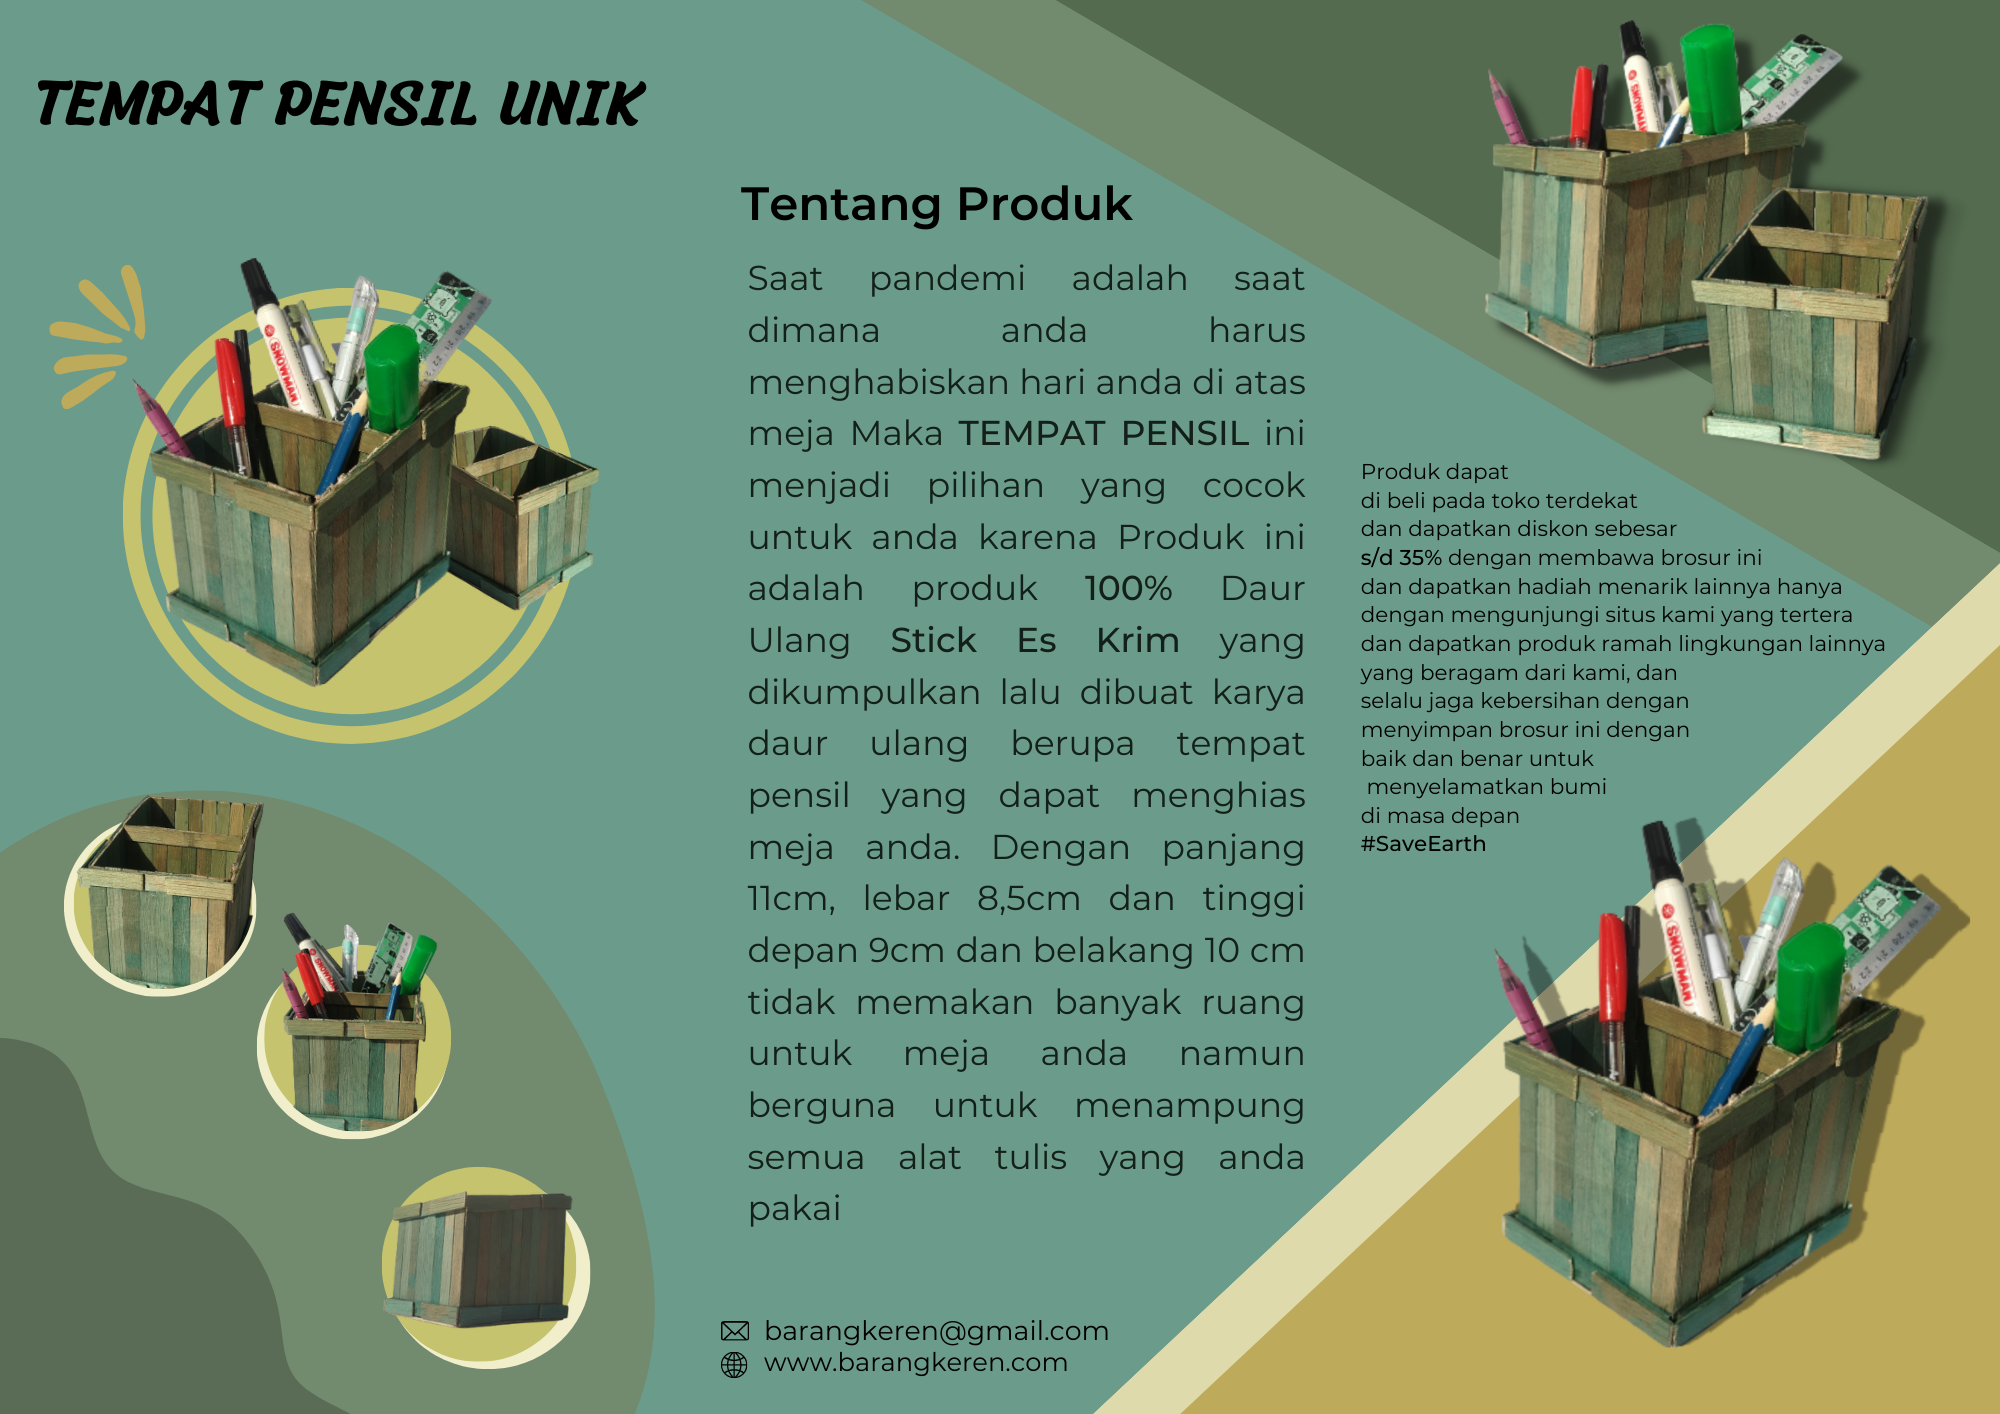 TEMPAT PENSIL UNIK
Tentang Produk
Saat pandemi adalah saat
dimana anda harus
menghabiskan hari anda di atas
meja Maka TEMPAT PENSIL ini
menjadi pilihan yang cocok
untuk anda karena Produk ini
adalah produk 100% Daur
Ulang Stick Es Krim yang
dikumpulkan lalu dibuat karya
daur ulang berupa tempat
pensil yang dapat menghias
meja anda. Dengan panjang
11cm, lebar 8,5cm dan tinggi
depan 9cm dan belakang 10 cm
tidak memakan banyak ruang
untuk meja anda namun
berguna untuk menampung
semua alat tulis yang anda
pakai
barangkeren@gmail.com
www.barangkeren.com
Produk dapat
di beli pada toko terdekat
dan dapatkan diskon sebesar
s/d 35% dengan membawa brosur ini
dan dapatkan hadiah menarik lainnya hanya
dengan mengunjungi situs kami yang tertera
dan dapatkan produk ramah lingkungan lainnya
yang beragam dari kami, dan
selalu jaga kebersihan dengan
menyimpan brosur ini dengan
baik dan benar untuk
menyelamatkan bumi
di masa depan
#SaveEarth
SNOWMAN
SNOWMAN
SNOWMAN
SNOWMAN